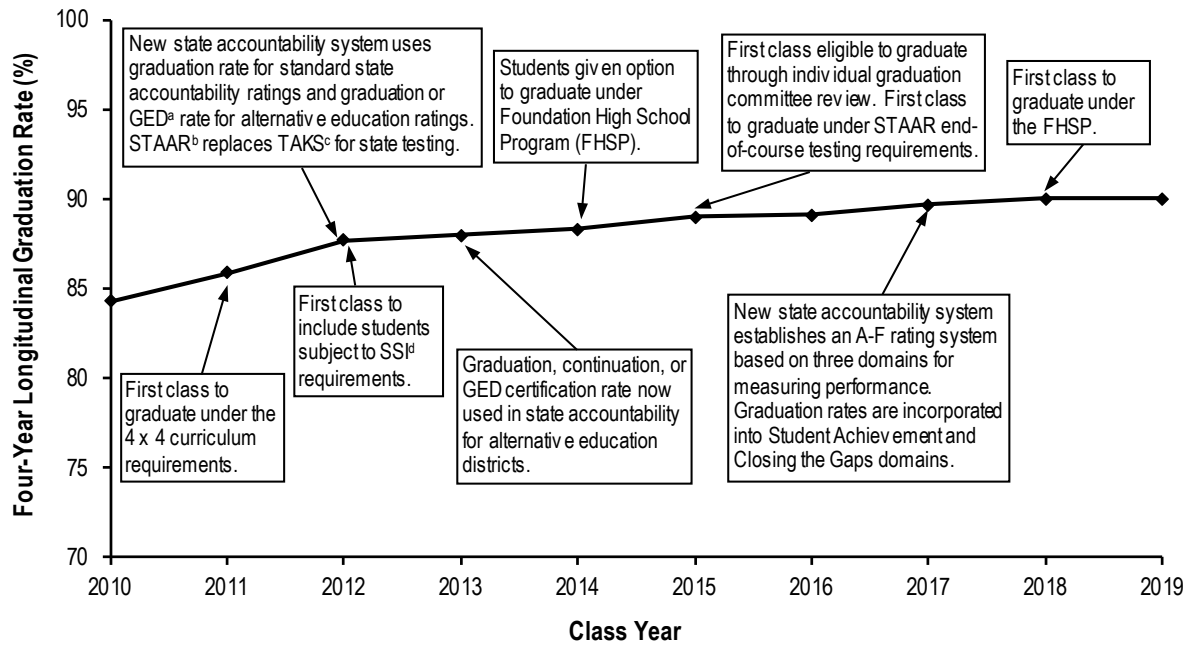 Four-Year Longitudinal Graduation Rate (%)
100
95
90
85
80
75
70
New state accountability system uses
graduation rate for standard state
accountability ratings and graduation or
GEDᵃ rate for alternative education ratings.
STAARᵇ replaces TAKSᶜ for state testing.
Students given option
to graduate under
Foundation High School
Program (FHSP).
First class eligible to graduate
through individual graduation
committee review. First class
to graduate under STAAR end-
of-course testing requirements.
First class to
graduate under
the FHSP.
First class to
graduate under the
4 x 4 curriculum
requirements.
First class to
include students
subject to SSIᵈ
requirements.
Graduation, continuation, or
GED certification rate now
used in state accountability
for alternative education
districts.
New state accountability system
establishes an A-F rating system
based on three domains for
measuring performance.
Graduation rates are incorporated
into Student Achievement and
Closing the Gaps domains.
2010 2011 2012 2013 2014 2015 2016 2017 2018 2019
Class Year